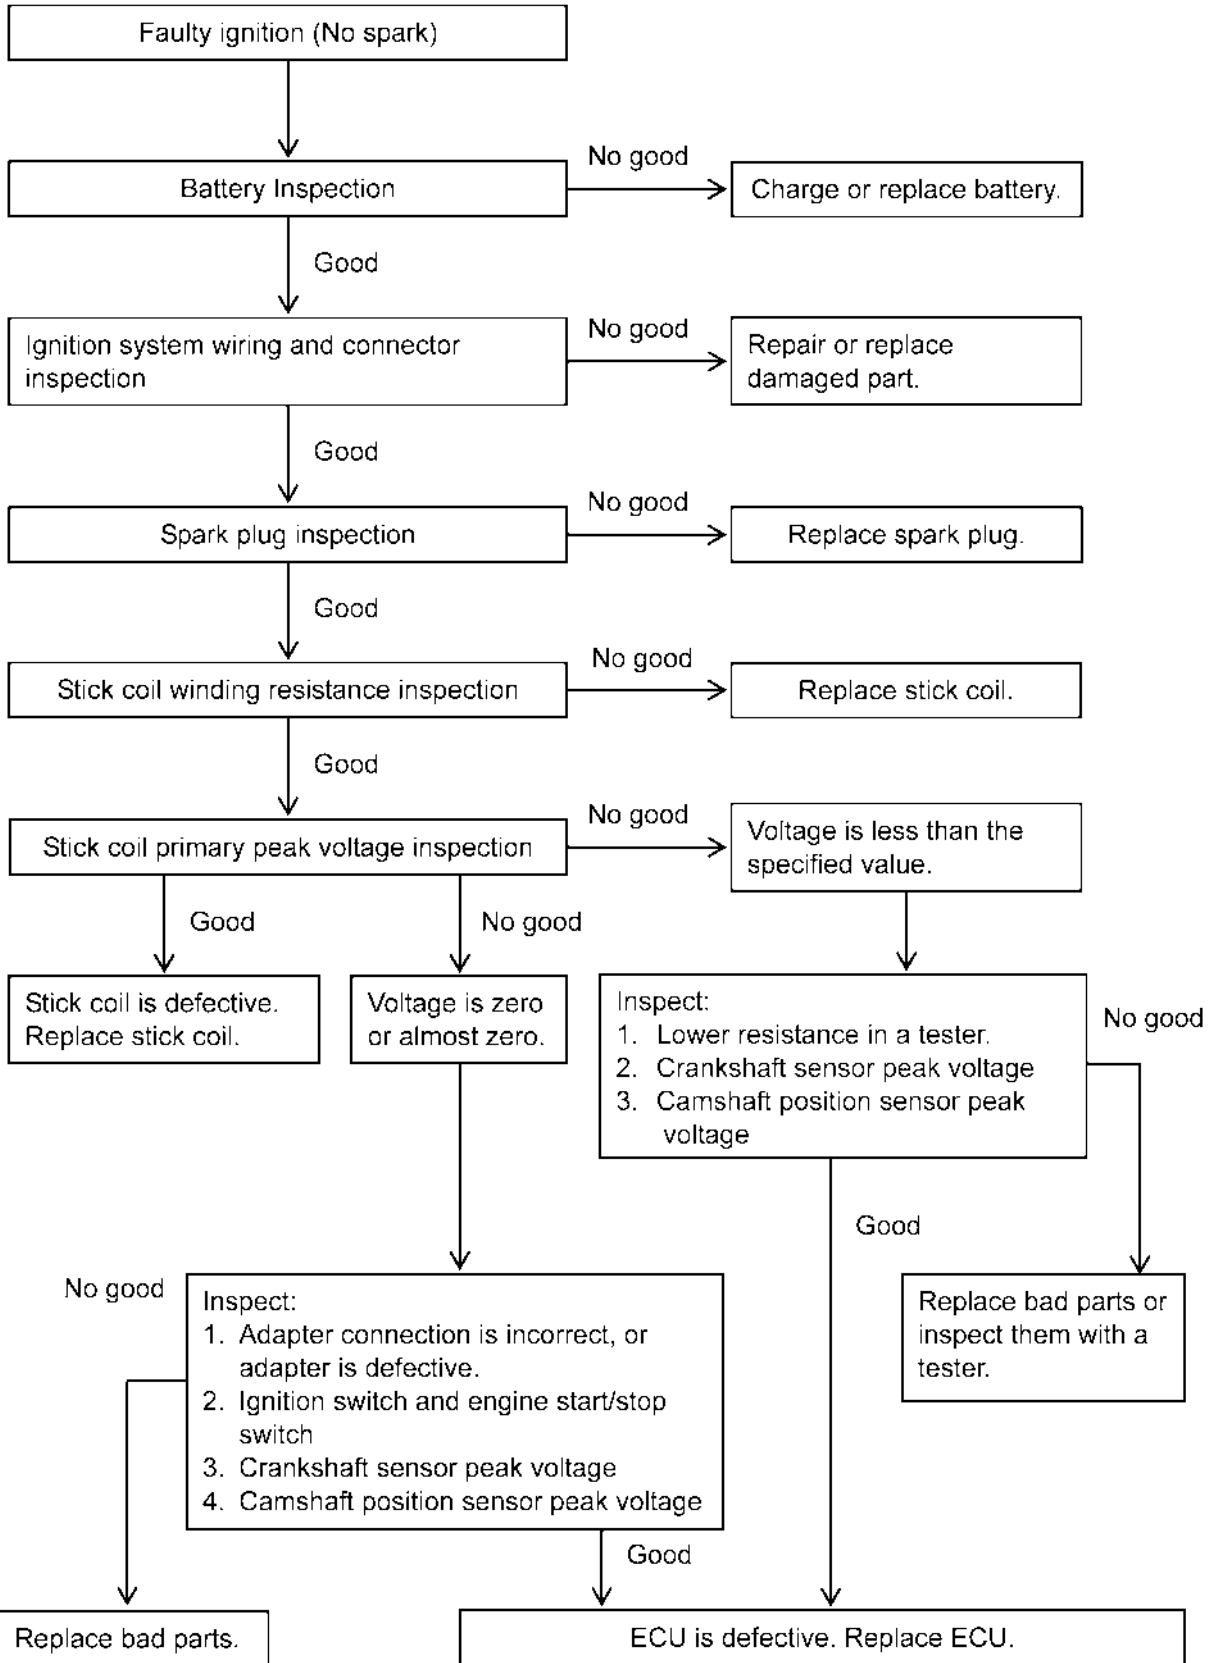 Faulty ignition (No spark)
No good
Battery Inspection
Charge or replace battery.
Good
No good
Ignition system wiring and connector
inspection
Repair or replace
damaged part.
Good
No good
Spark plug inspection
Replace spark plug.
Good
No good
Stick coil winding resistance inspection
Replace stick coil.
Good
No good
Stick coil primary peak voltage inspection
Voltage is less than the
specified value.
Good
No good
Stick coil is defective.
Replace stick coil.
Voltage is zero
or almost zero.
Inspect:
1. Lower resistance in a tester.
2. Crankshaft sensor peak voltage
3. Camshaft position sensor peak
voltage
No good
Good
Replace bad parts or
inspect them with a
tester.
No good
Inspect:
1. Adapter connection is incorrect, or
adapter is defective.
2. Ignition switch and engine start/stop
switch
3. Crankshaft sensor peak voltage
4. Camshaft position sensor peak voltage
Good
Replace bad parts.
ECU is defective. Replace ECU.